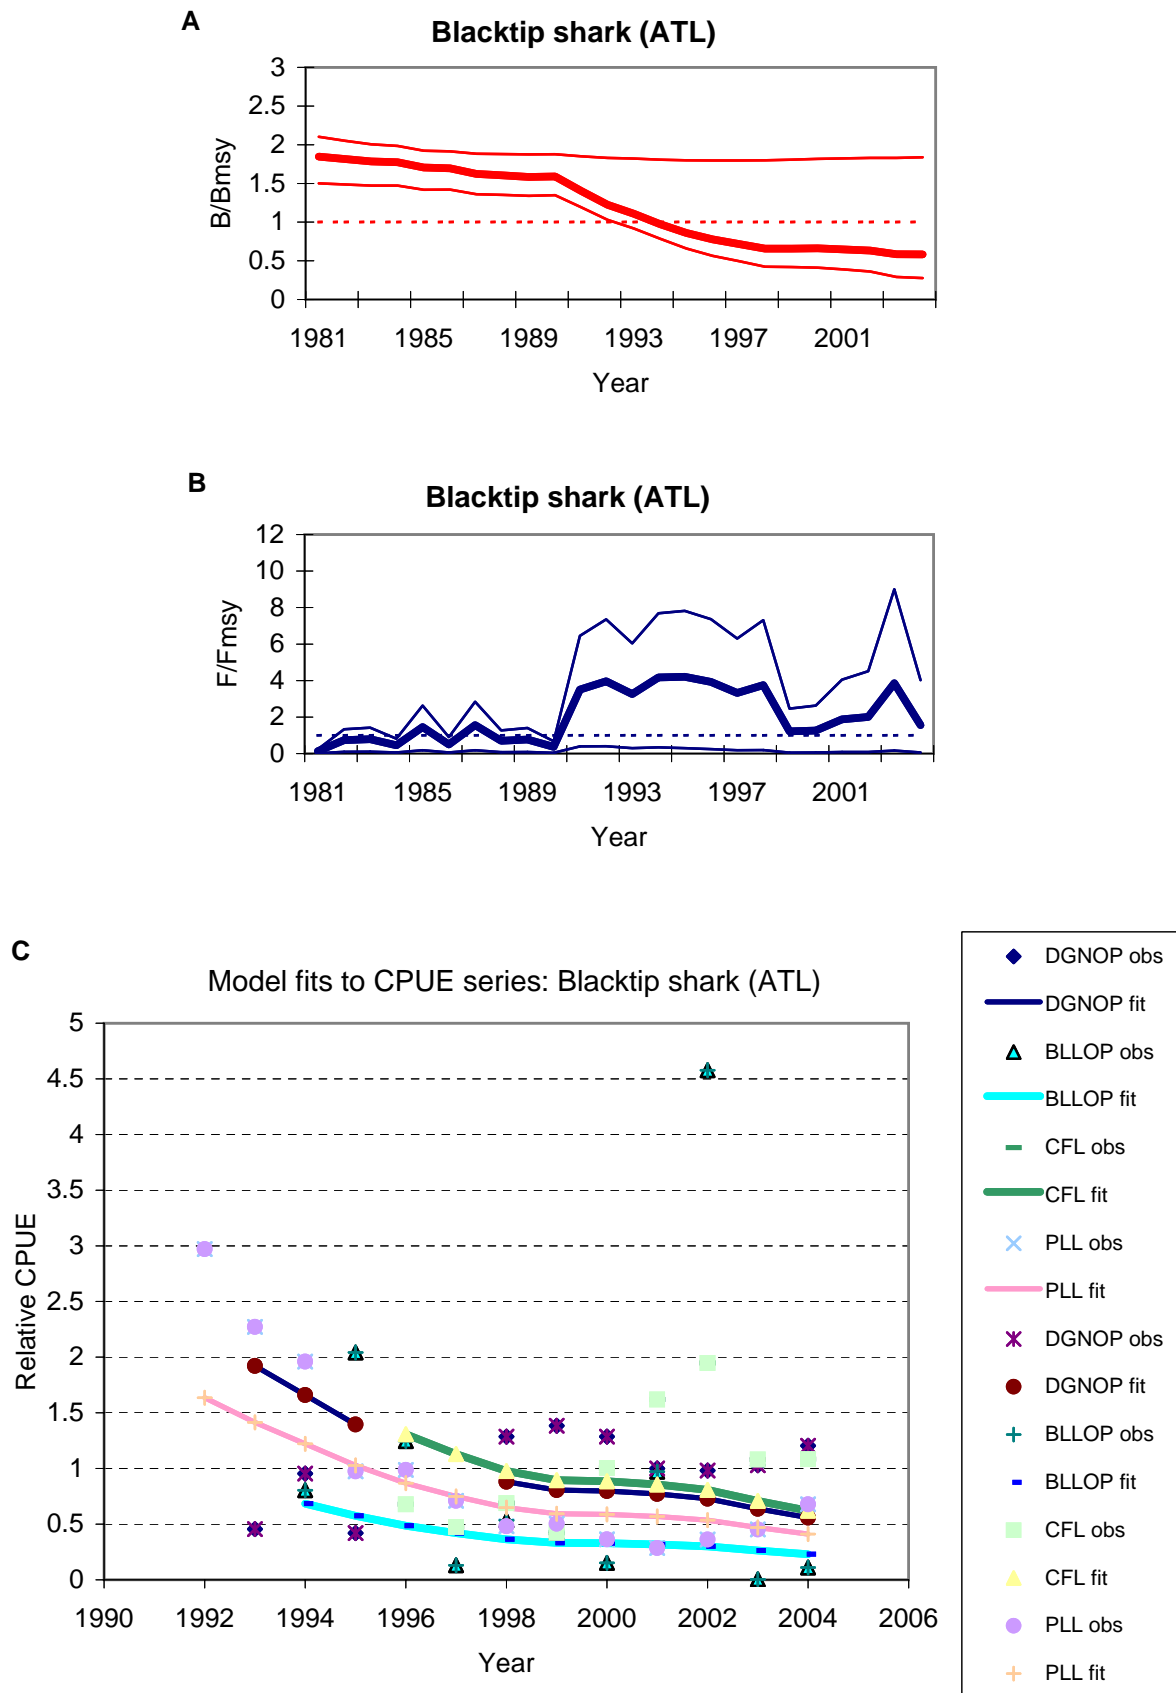 A
Blacktip shark (ATL)
3
2.5
2
1.5
1
0.5
0
B/Bmsy
1981 1985 1989 1993 1997 2001
Year
B
Blacktip shark (ATL)
12
10
8
6
4
2
0
F/Fmsy
1981 1985 1989 1993 1997 2001
Year
C
Model fits to CPUE series: Blacktip shark (ATL)
5
4.5
4
3.5
3
2.5
2
1.5
1
0.5
0
Relative CPUE
1990 1992 1994 1996 1998 2000 2002 2004 2006
Year
DGNOP obs
DGNOP fit
BLLOP obs
BLLOP fit
CFL obs
CFL fit
PLL obs
PLL fit
DGNOP obs
DGNOP fit
BLLOP obs
BLLOP fit
CFL obs
CFL fit
PLL obs
PLL fit